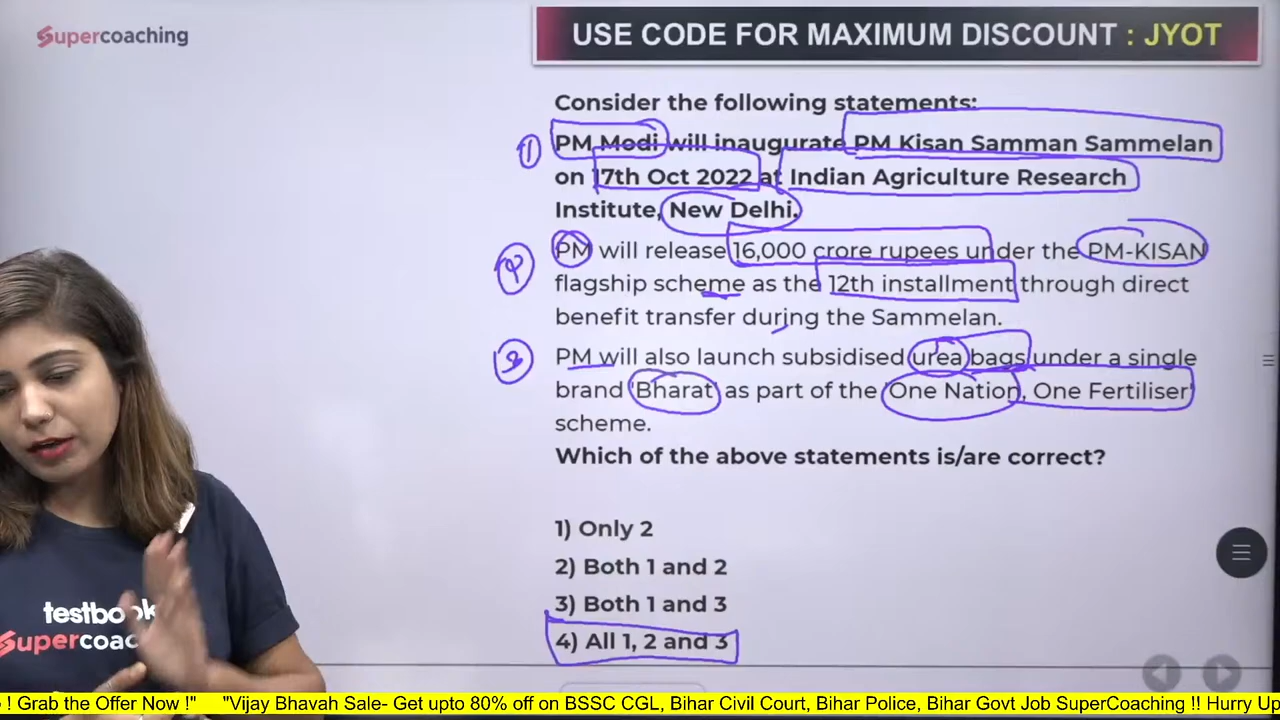 Supercoaching
USE CODE FOR MAXIMUM DISCOUNT : JYOT
Consider the following statements:
① PM Modi will inaugurate PM Kisan Samman Sammelan
on 17th Oct 2022 at Indian Agriculture Research
Institute, New Delhi.
PM will release 16,000 crore rupees under the PM-KISAN
flagship scheme as the 12th installment through direct
benefit transfer during the Sammelan.
③ PM will also launch subsidised urea bags under a single
brand 'Bharat' as part of the 'One Nation, One Fertiliser'
scheme.
Which of the above statements is/are correct?
1) Only 2
2) Both 1 and 2
3) Both 1 and 3
4) All 1, 2 and 3
testbook
Supercoac
! Grab the Offer Now !" "Vijay Bhavah Sale- Get upto 80% off on BSSC CGL, Bihar Civil Court, Bihar Police, Bihar Govt Job SuperCoaching !! Hurry Up